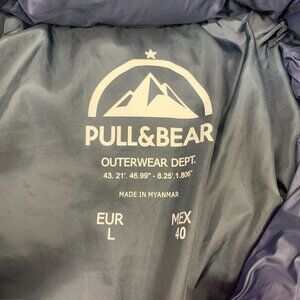 PULL&BEAR
OUTERWEAR DEPT.
43. 21'. 46.99" - 8.25'.1.806"
MADE IN MYANMAR
EUR MEX
L 40